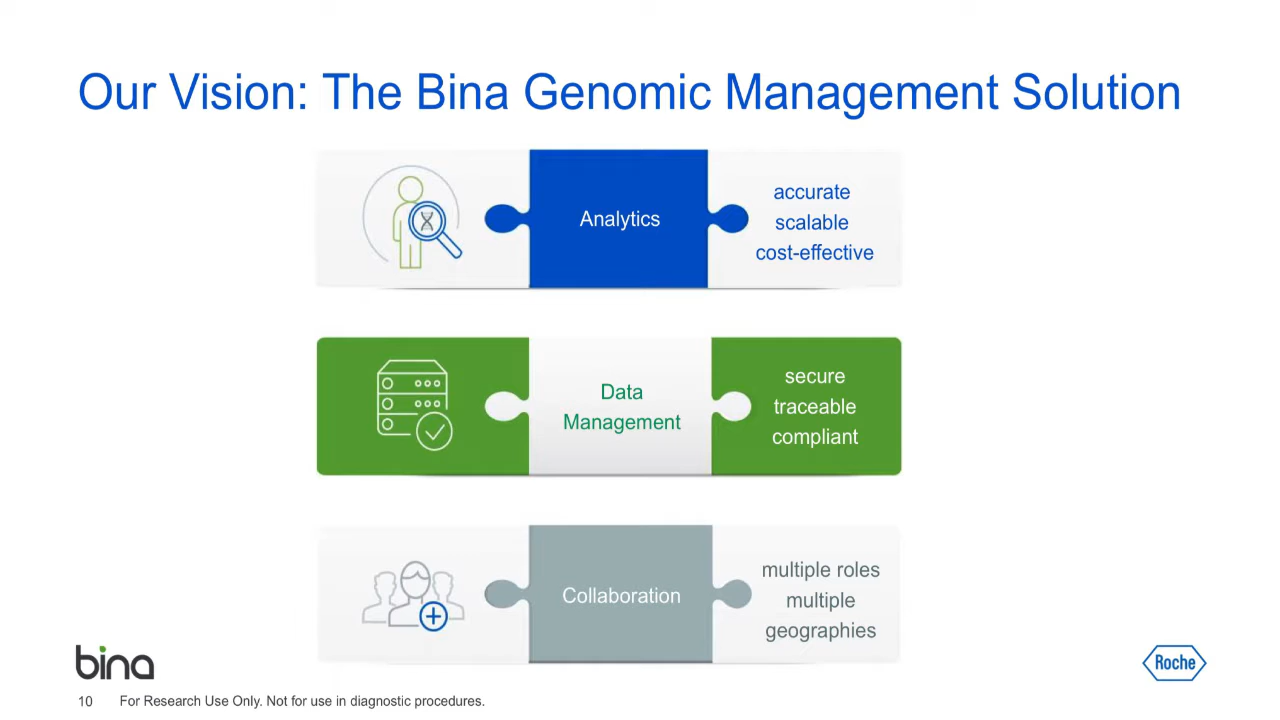 Our Vision: The Bina Genomic Management Solution
Analytics
accurate
scalable
cost-effective
Data
Management
secure
traceable
compliant
Collaboration
multiple roles
multiple
geographies
bina
Roche
10 For Research Use Only. Not for use in diagnostic procedures.